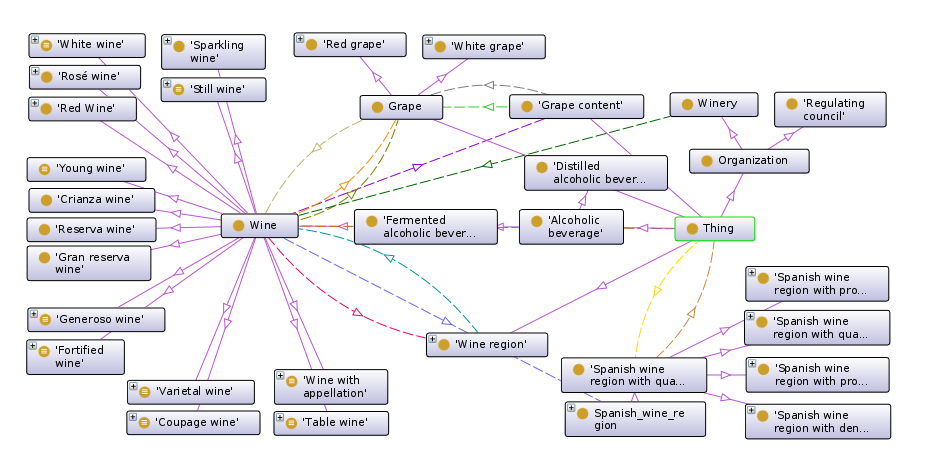 'White wine'
'Sparkling
wine'
'Red grape'
'White grape'
'Rosé wine'
'Still wine'
'Red Wine'
Grape
'Grape content'
Winery
'Regulating
council'
'Young wine'
'Distilled
alcoholic bever...
Organization
'Crianza wine'
'Reserva wine'
Wine
'Fermented
alcoholic bever...
'Alcoholic
beverage'
Thing
'Gran reserva
wine'
'Spanish wine
region with pro...
'Generoso wine'
'Spanish wine
region with qua...
'Fortified
wine'
'Wine region'
'Spanish wine
region with qua...
'Spanish wine
region with pro...
'Varietal wine'
'Wine with
appellation'
'Coupage wine'
'Table wine'
Spanish_wine_re
gion
'Spanish wine
region with den...